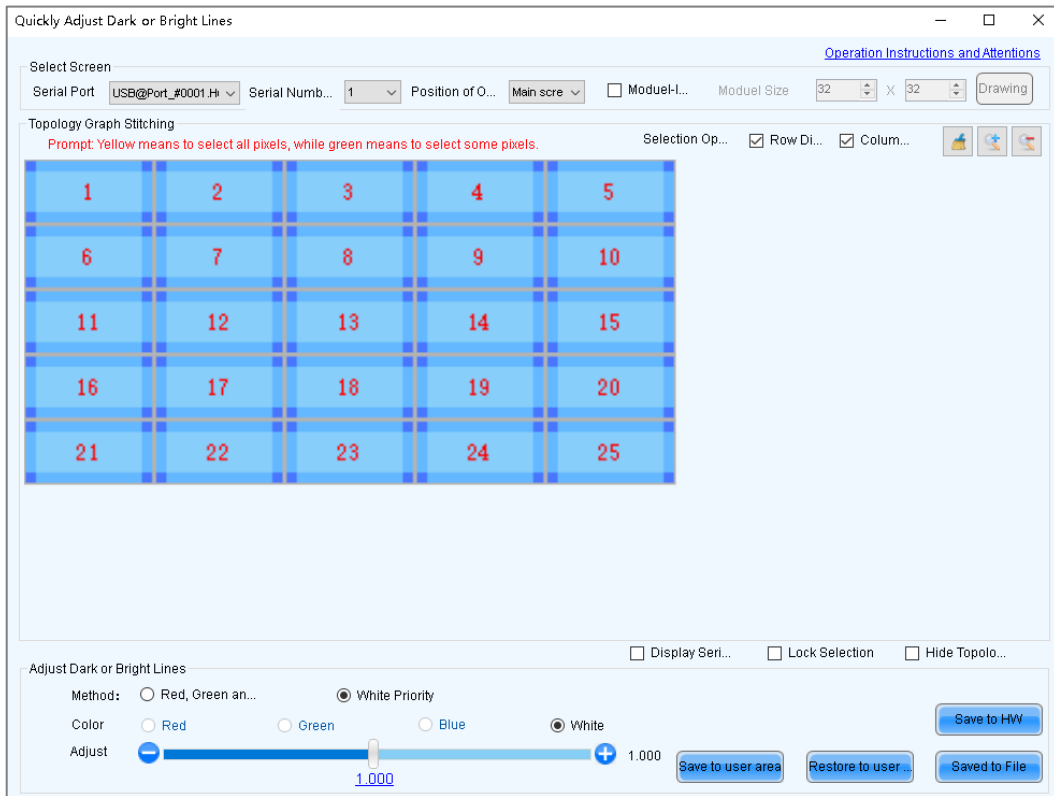 Quickly Adjust Dark or Bright Lines
Operation Instructions and Attentions
Select Screen
Serial Port USB@Port_#0001.H Serial Numb... 1 Position of O... Main scre Moduel-I... Moduel Size 32 X 32 Drawing
Topology Graph Stitching
Prompt: Yellow means to select all pixels, while green means to select some pixels. Selection Op... Row Di... Colum...
1 2 3 4 5
6 7 8 9 10
11 12 13 14 15
16 17 18 19 20
21 22 23 24 25
Display Seri... Lock Selection Hide Topolo...
Adjust Dark or Bright Lines
Method: Red, Green an... White Priority
Color Red Green Blue White Save to HW
Adjust 1.000 Save to user area Restore to user ... Saved to File
1.000